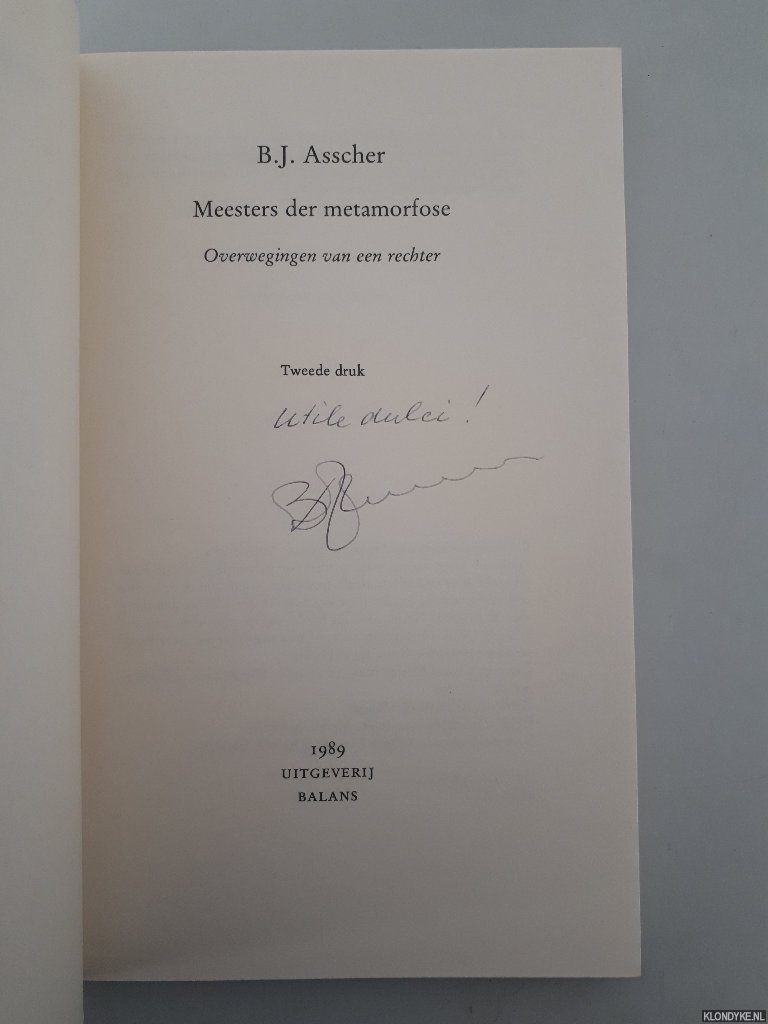 B.J. Asscher
Meesters der metamorfose
Overwegingen van een rechter
Tweede druk
Utile dulci!
1989
UITGEVERIJ
BALANS
KLONDYKE.NL